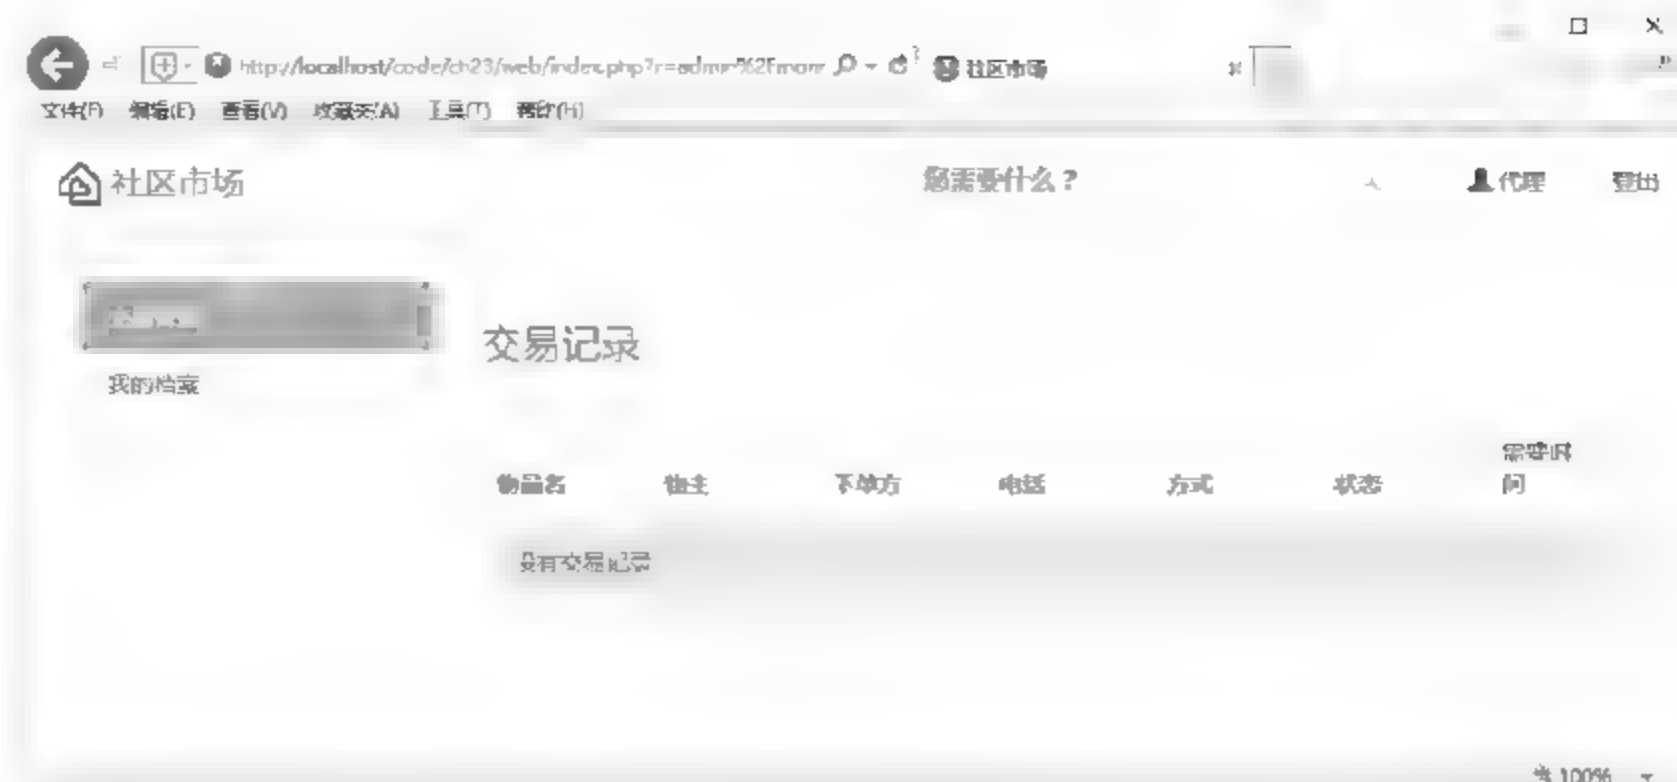 http://localhost/code/ch23/web/index.php?r=admin%2F 社区市场
文件(F) 编辑(E) 查看(V) 收藏夹(A) 工具(T) 帮助(H)
社区市场 您需要什么？ 代理 登出
交易记录
我的档案
物品名 物主 下单方 电话 方式 状态 需要时
间
没有交易记录
100%